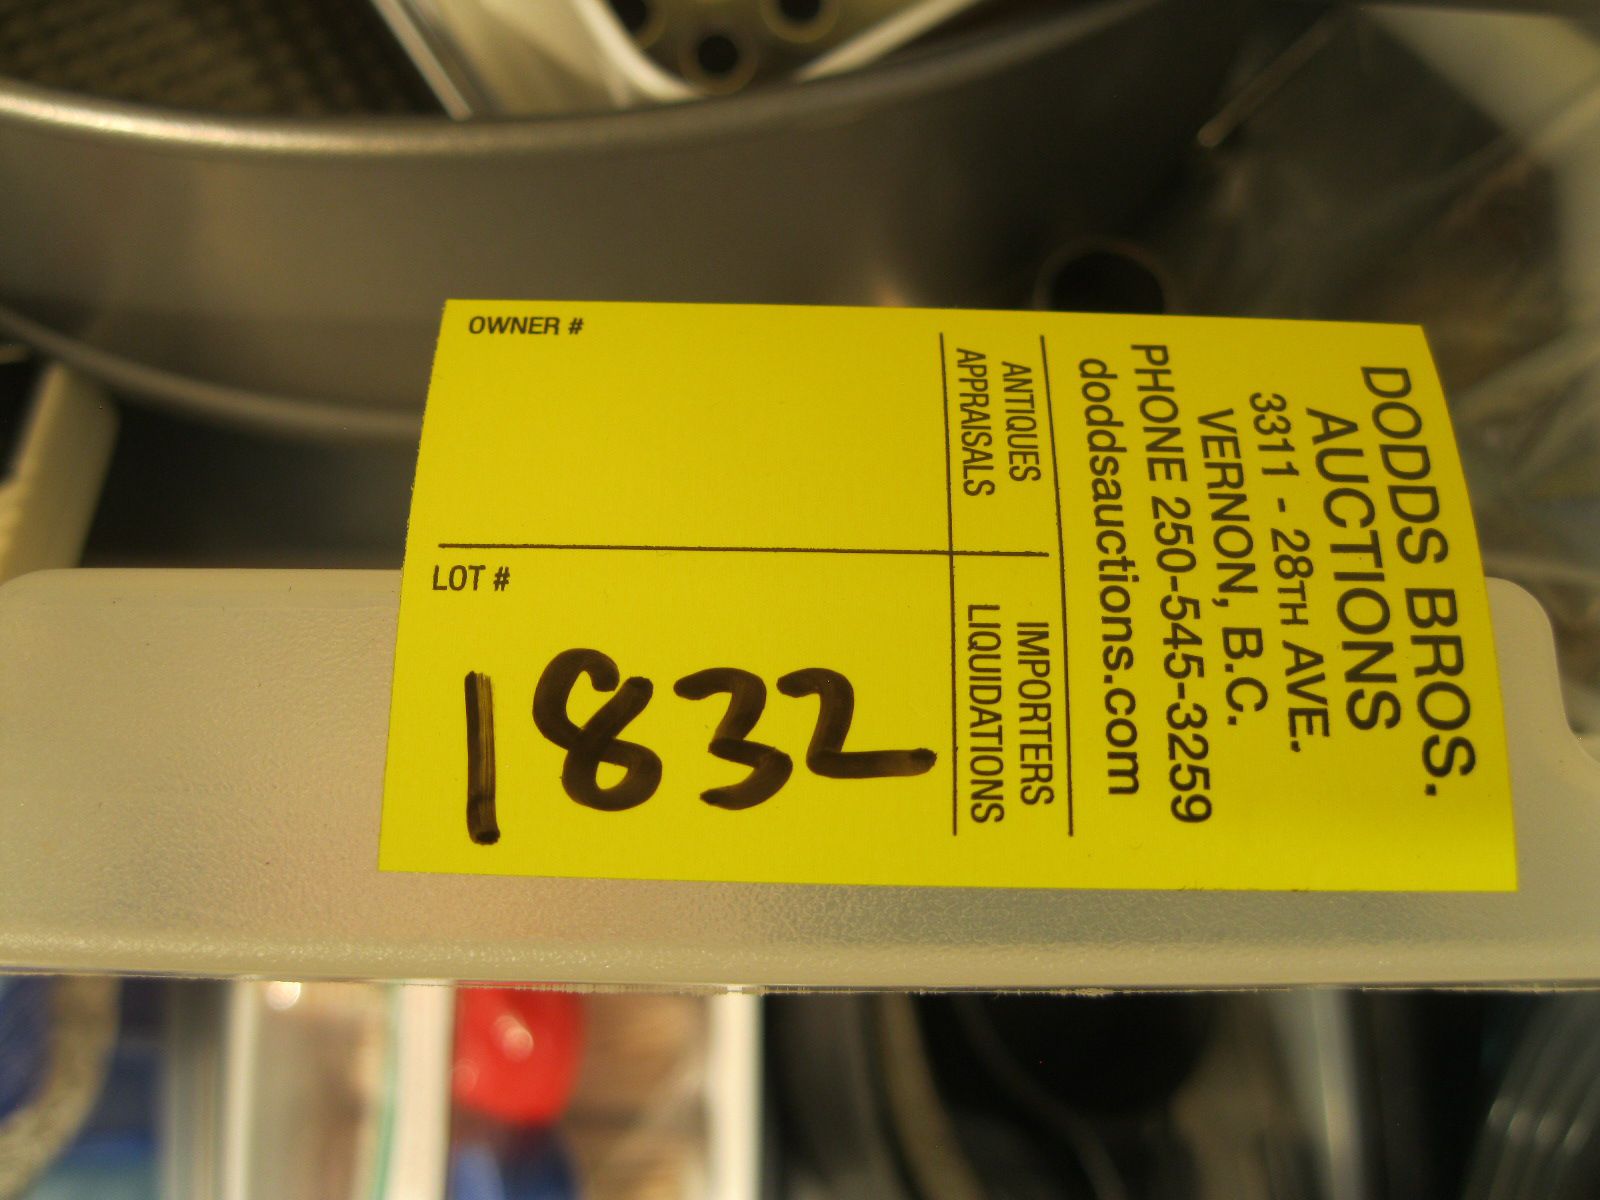 DODDS BROS.
AUCTIONS
3311 - 28TH AVE.
VERNON, B.C.
PHONE 250-545-3259
doddsauctions.com
ANTIQUES
APPRAISALS
IMPORTERS
LIQUIDATIONS
OWNER #
LOT #
1832